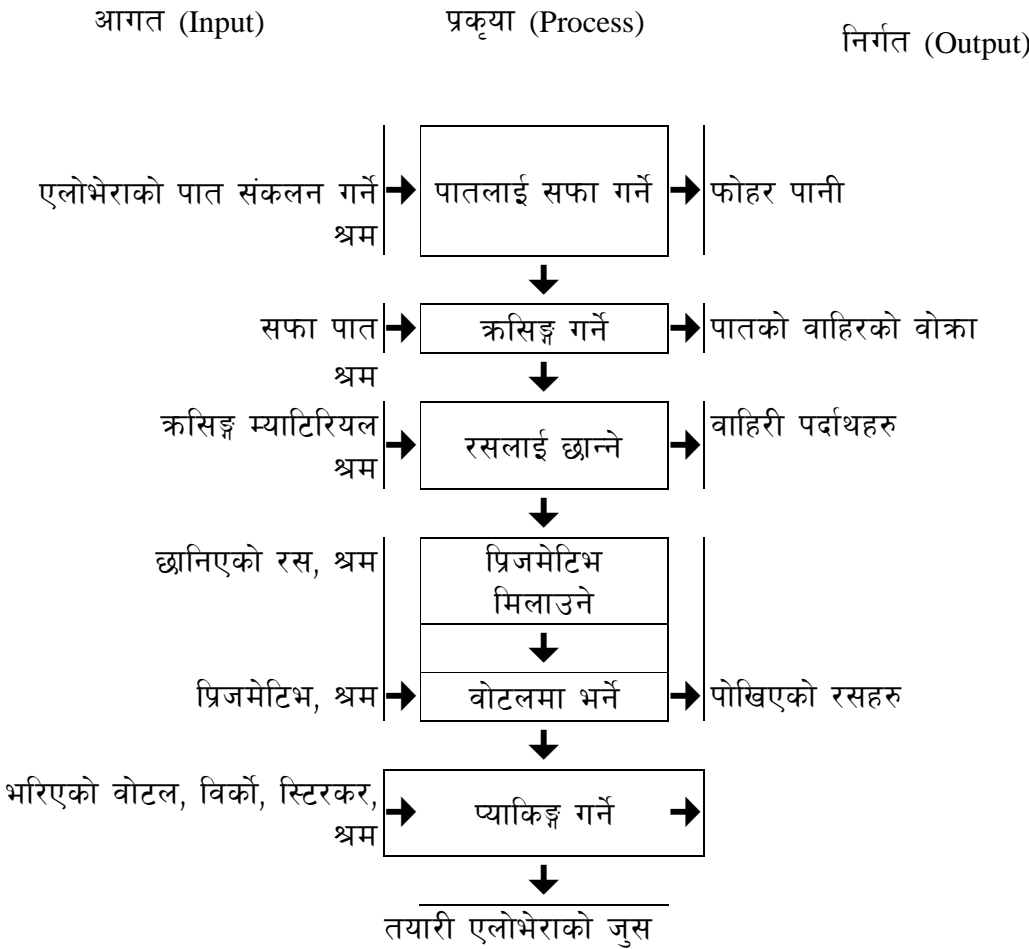 आगत (Input) प्रकृया (Process) निर्गत (Output)
एलोभेराको पात संकलन गर्ने पातलाई सफा गर्ने फोहर पानी
श्रम
सफा पात क्रसिङ्ग गर्ने पातको वाहिरको वोक्रा
श्रम
क्रसिङ्ग म्याटिरियल रसलाई छान्ने वाहिरी पर्दाथहरु
श्रम
छानिएको रस, श्रम प्रिजमेटिभ
मिलाउने
प्रिजमेटिभ, श्रम वोटलमा भर्ने पोखिएको रसहरु
भरिएको वोटल, विर्को, स्टिरकर, प्याकिङ्ग गर्ने
श्रम
तयारी एलोभेराको जुस